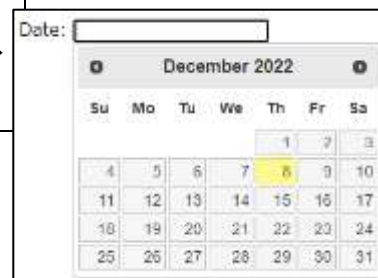 Date:
December 2022
Su Mo Tu We Th Fr Sa
1 2 3
4 5 6 7 8 9 10
11 12 13 14 15 16 17
18 19 20 21 22 23 24
25 26 27 28 29 30 31